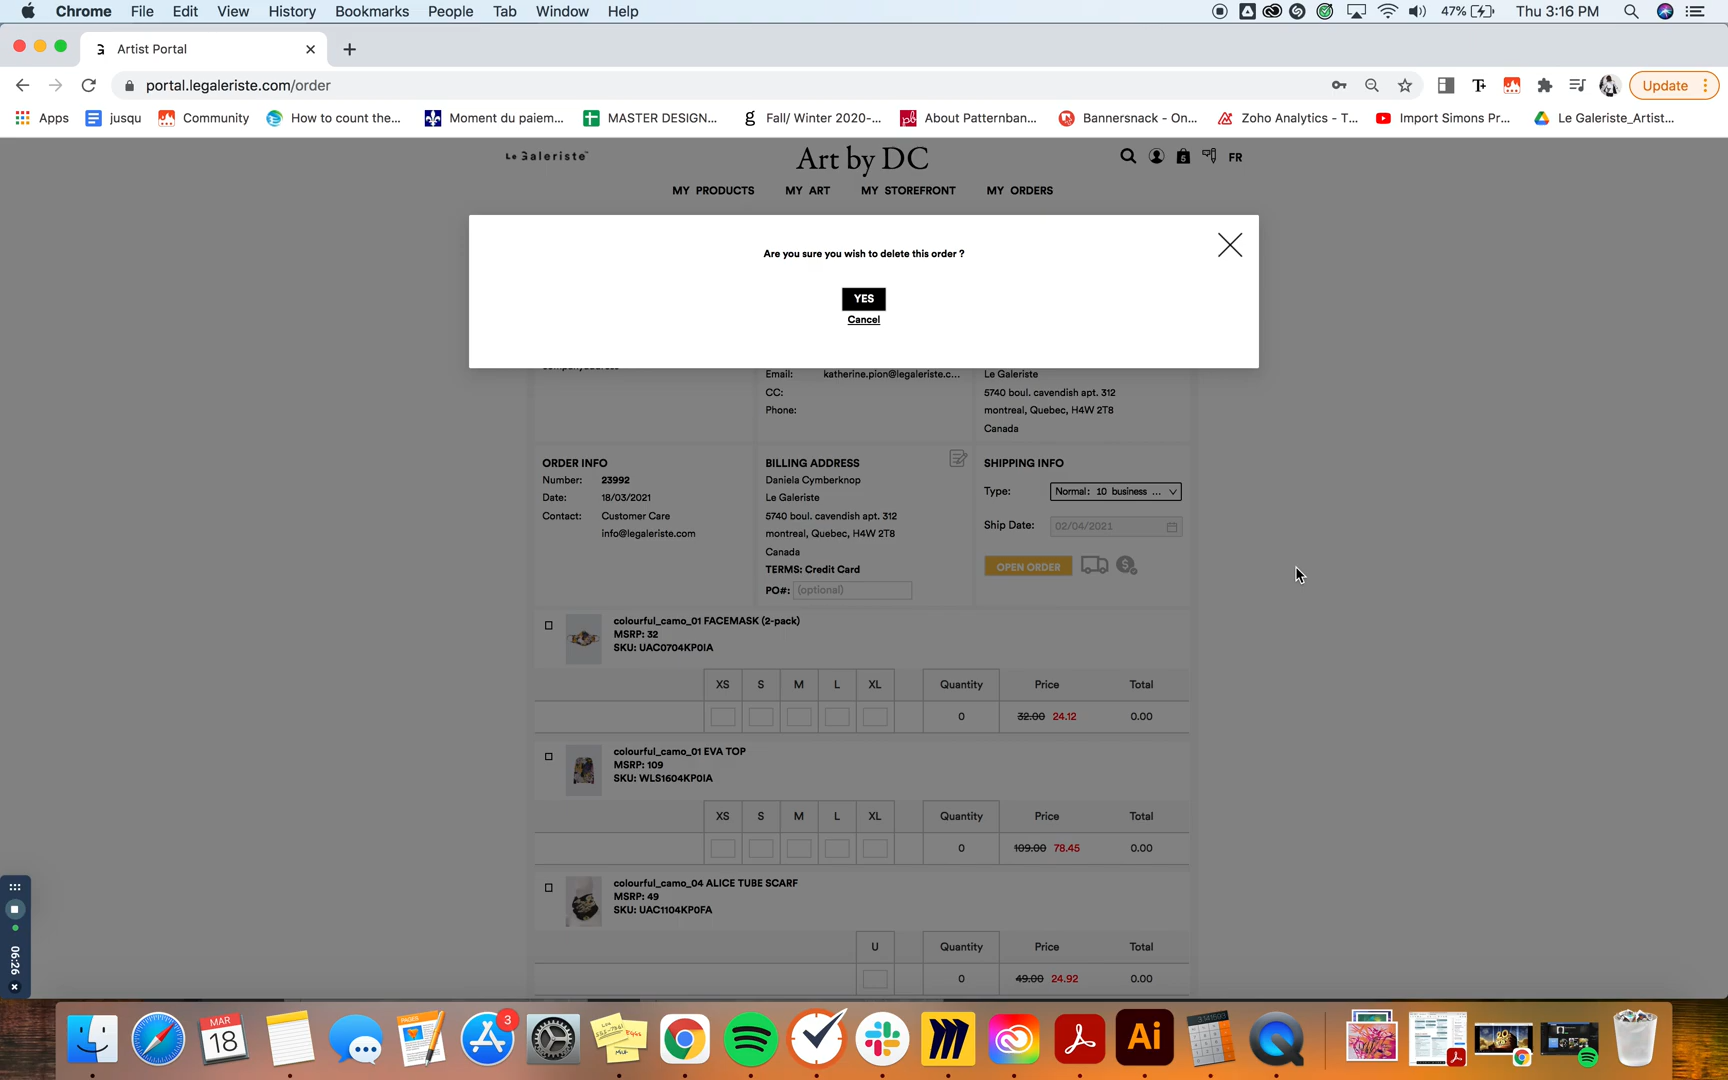 Chrome File Edit View History Bookmarks People Tab Window Help 47% Thu 3:16 PM
Artist Portal
portal.legaleriste.com/order Update
Apps jusqu Community How to count the... Moment du paiem... MASTER DESIGN... Fall/ Winter 2020-... About Patternban... Bannersnack - On... Zoho Analytics - T... Import Simons Pr... Le Galeriste_Artist...
Le Galeriste Art by DC FR
MY PRODUCTS MY ART MY STOREFRONT MY ORDERS
Are you sure you wish to delete this order ?
YES
Cancel
Email: katherine.pion@legaleriste.c... Le Galeriste
CC: 5740 boul. cavendish apt. 312
Phone: montreal, Quebec, H4W 2T8
Canada
ORDER INFO BILLING ADDRESS SHIPPING INFO
Number: 23992 Daniela Cymberknop
Type: Normal: 10 business ...
Date: 18/03/2021 Le Galeriste
Contact: Customer Care 5740 boul. cavendish apt. 312
Ship Date: 02/04/2021
info@legaleriste.com montreal, Quebec, H4W 2T8
Canada
TERMS: Credit Card OPEN ORDER
PO#: (optional)
colourful_camo_01 FACEMASK (2-pack)
MSRP: 32
SKU: UAC0704KP0IA
XS S M L XL Quantity Price Total
0 32.00 24.12 0.00
colourful_camo_01 EVA TOP
MSRP: 109
SKU: WLS1604KP0IA
XS S M L XL Quantity Price Total
0 109.00 78.45 0.00
colourful_camo_04 ALICE TUBE SCARF
MSRP: 49
SKU: UAC1104KP0FA
U Quantity Price Total
0 49.00 24.92 0.00
06:26
MAR
18
3
Ai